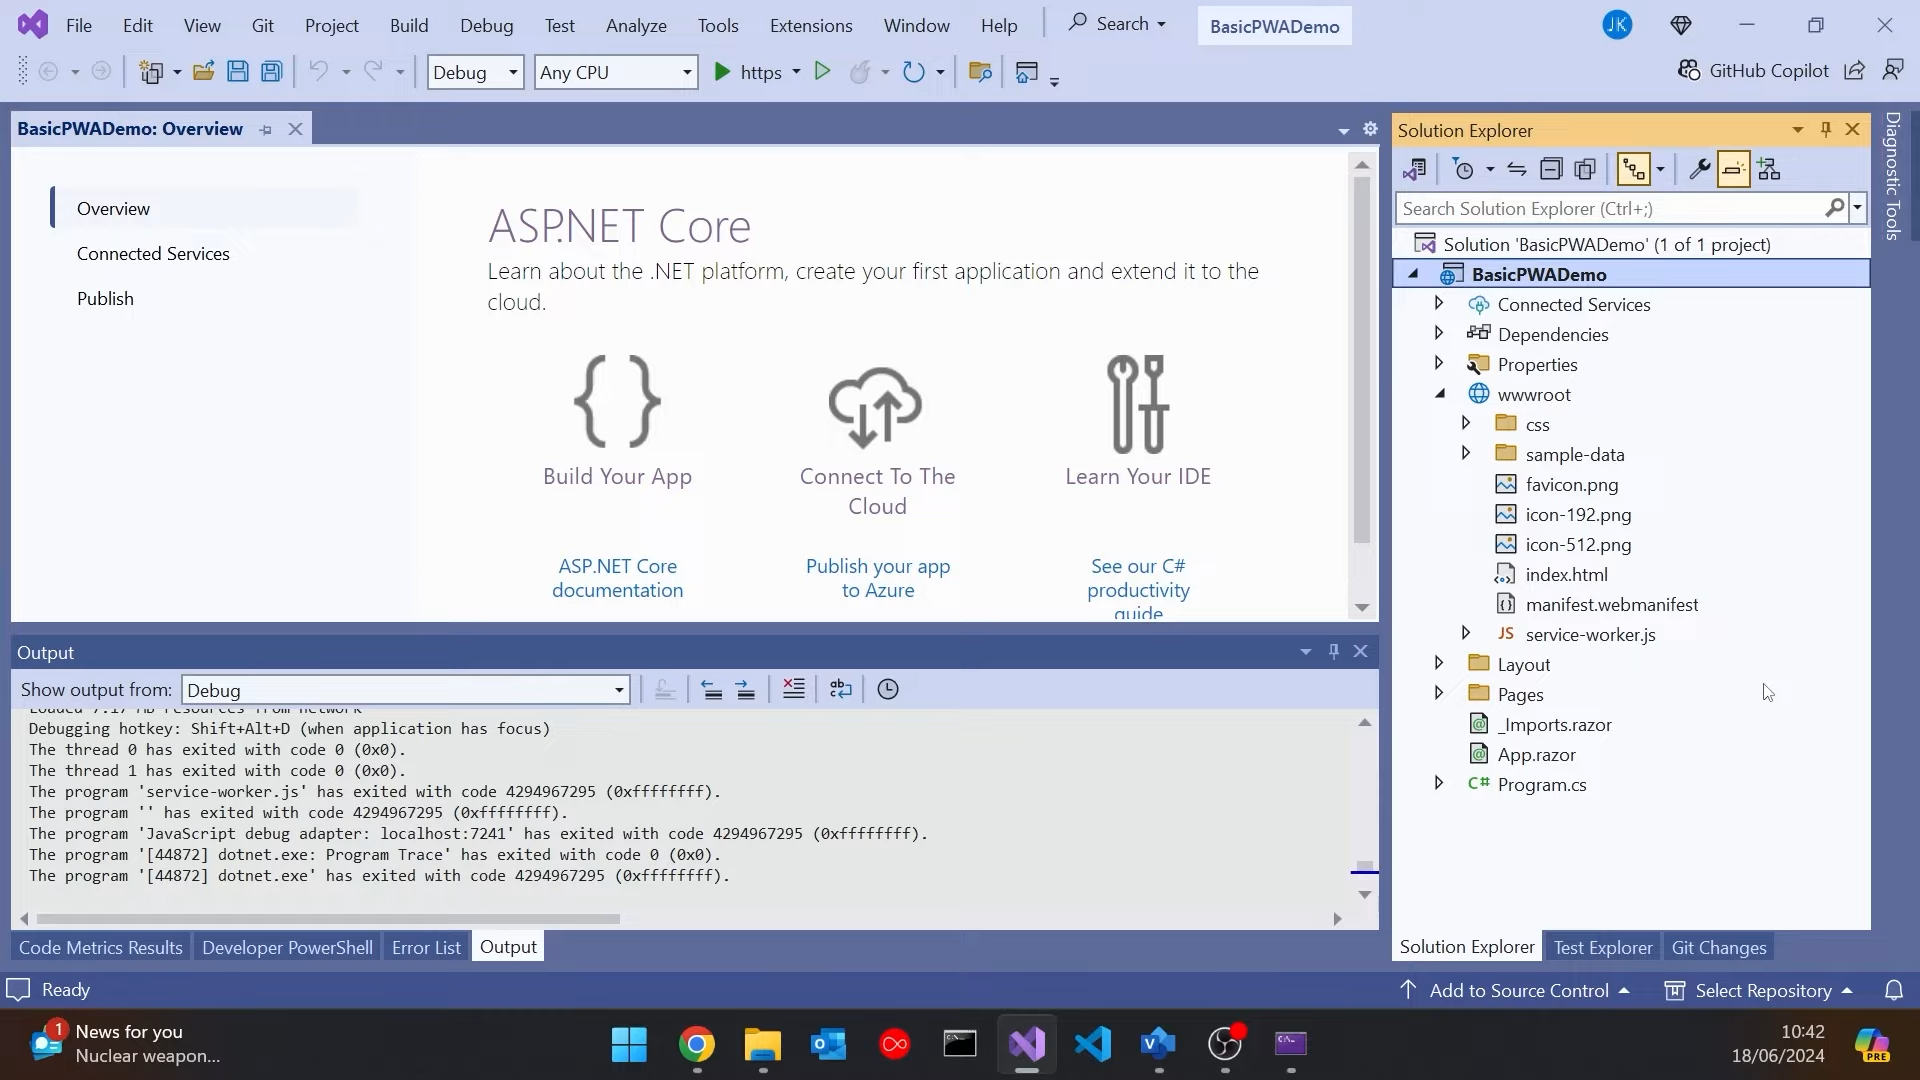 File Edit View Git Project Build Debug Test Analyze Tools Extensions Window Help Search BasicPWADemo
JK
Debug Any CPU https GitHub Copilot
BasicPWADemo: Overview
Overview
Connected Services
Publish
ASP.NET Core
Learn about the .NET platform, create your first application and extend it to the
cloud.
Build Your App
Connect To The
Cloud
Learn Your IDE
ASP.NET Core
documentation
Publish your app
to Azure
See our C#
productivity
guide
Output
Show output from: Debug
Loaded 7.17 MB resources from network
Debugging hotkey: Shift+Alt+D (when application has focus)
The thread 0 has exited with code 0 (0x0).
The thread 1 has exited with code 0 (0x0).
The program 'service-worker.js' has exited with code 4294967295 (0xffffffff).
The program '' has exited with code 4294967295 (0xffffffff).
The program 'JavaScript debug adapter: localhost:7241' has exited with code 4294967295 (0xffffffff).
The program '[44872] dotnet.exe: Program Trace' has exited with code 0 (0x0).
The program '[44872] dotnet.exe' has exited with code 4294967295 (0xffffffff).
Code Metrics Results Developer PowerShell Error List Output
Solution Explorer
Search Solution Explorer (Ctrl+;)
Solution 'BasicPWADemo' (1 of 1 project)
BasicPWADemo
Connected Services
Dependencies
Properties
wwwroot
css
sample-data
favicon.png
icon-192.png
icon-512.png
index.html
manifest.webmanifest
JS service-worker.js
Layout
Pages
_Imports.razor
App.razor
C# Program.cs
Solution Explorer Test Explorer Git Changes
Diagnostic Tools
Ready Add to Source Control Select Repository
1
News for you
Nuclear weapon...
10:42
18/06/2024
PRE